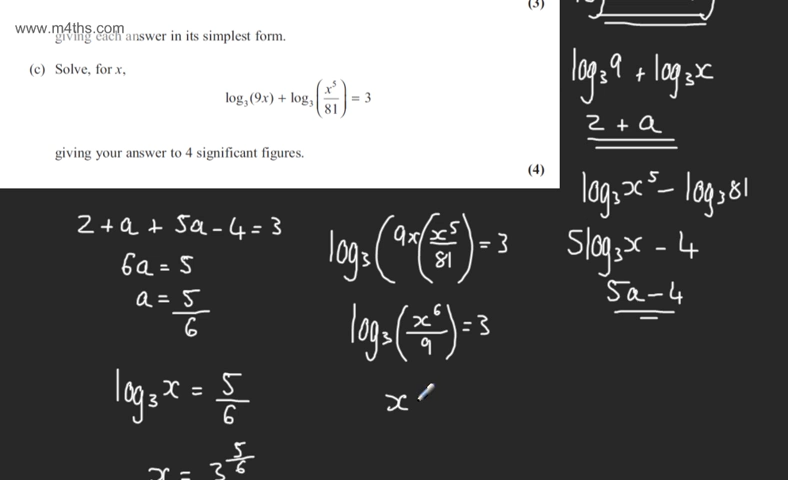 (3)
www.m4ths.com
giving each answer in its simplest form.
(c) Solve, for x,
log₃(9x) + log₃(x⁵/81) = 3
giving your answer to 4 significant figures.
(4)
2 + a + 5a - 4 = 3
6a = 5
a = 5/6
log₃x = 5/6
x = 3^(5/6)
log₃(9x(x⁵/81)) = 3
log₃(x⁶/9) = 3
x
log₃9 + log₃x
2 + a
log₃x⁵ - log₃81
5log₃x - 4
5a - 4